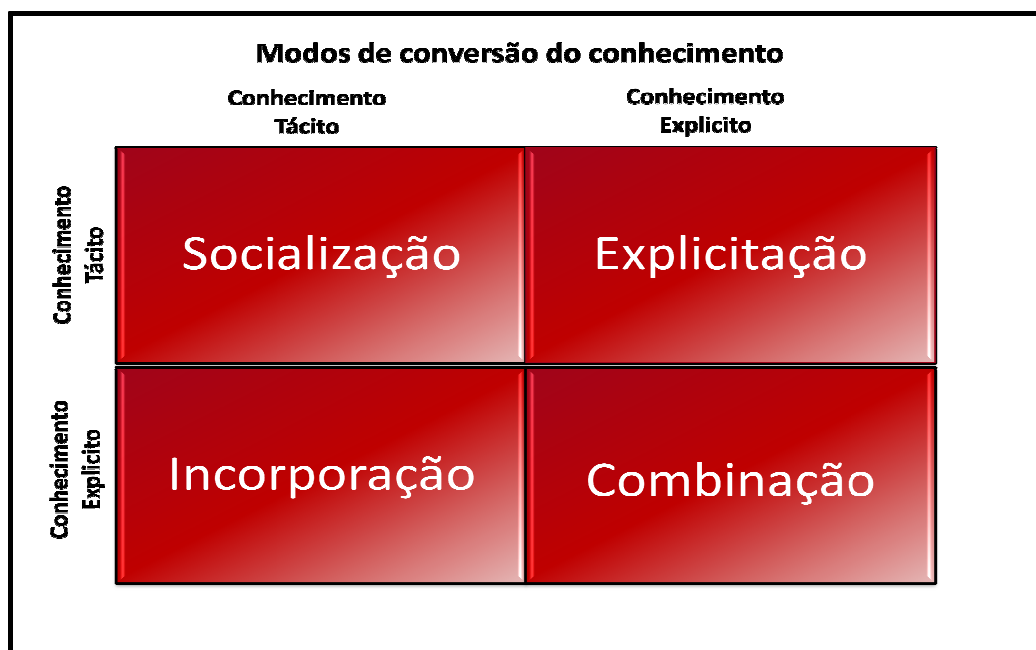 Modos de conversão do conhecimento
Conhecimento
Tácito
Conhecimento
Explicito
Conhecimento
Tácito
Socialização
Explicitação
Conhecimento
Explicito
Incorporação
Combinação